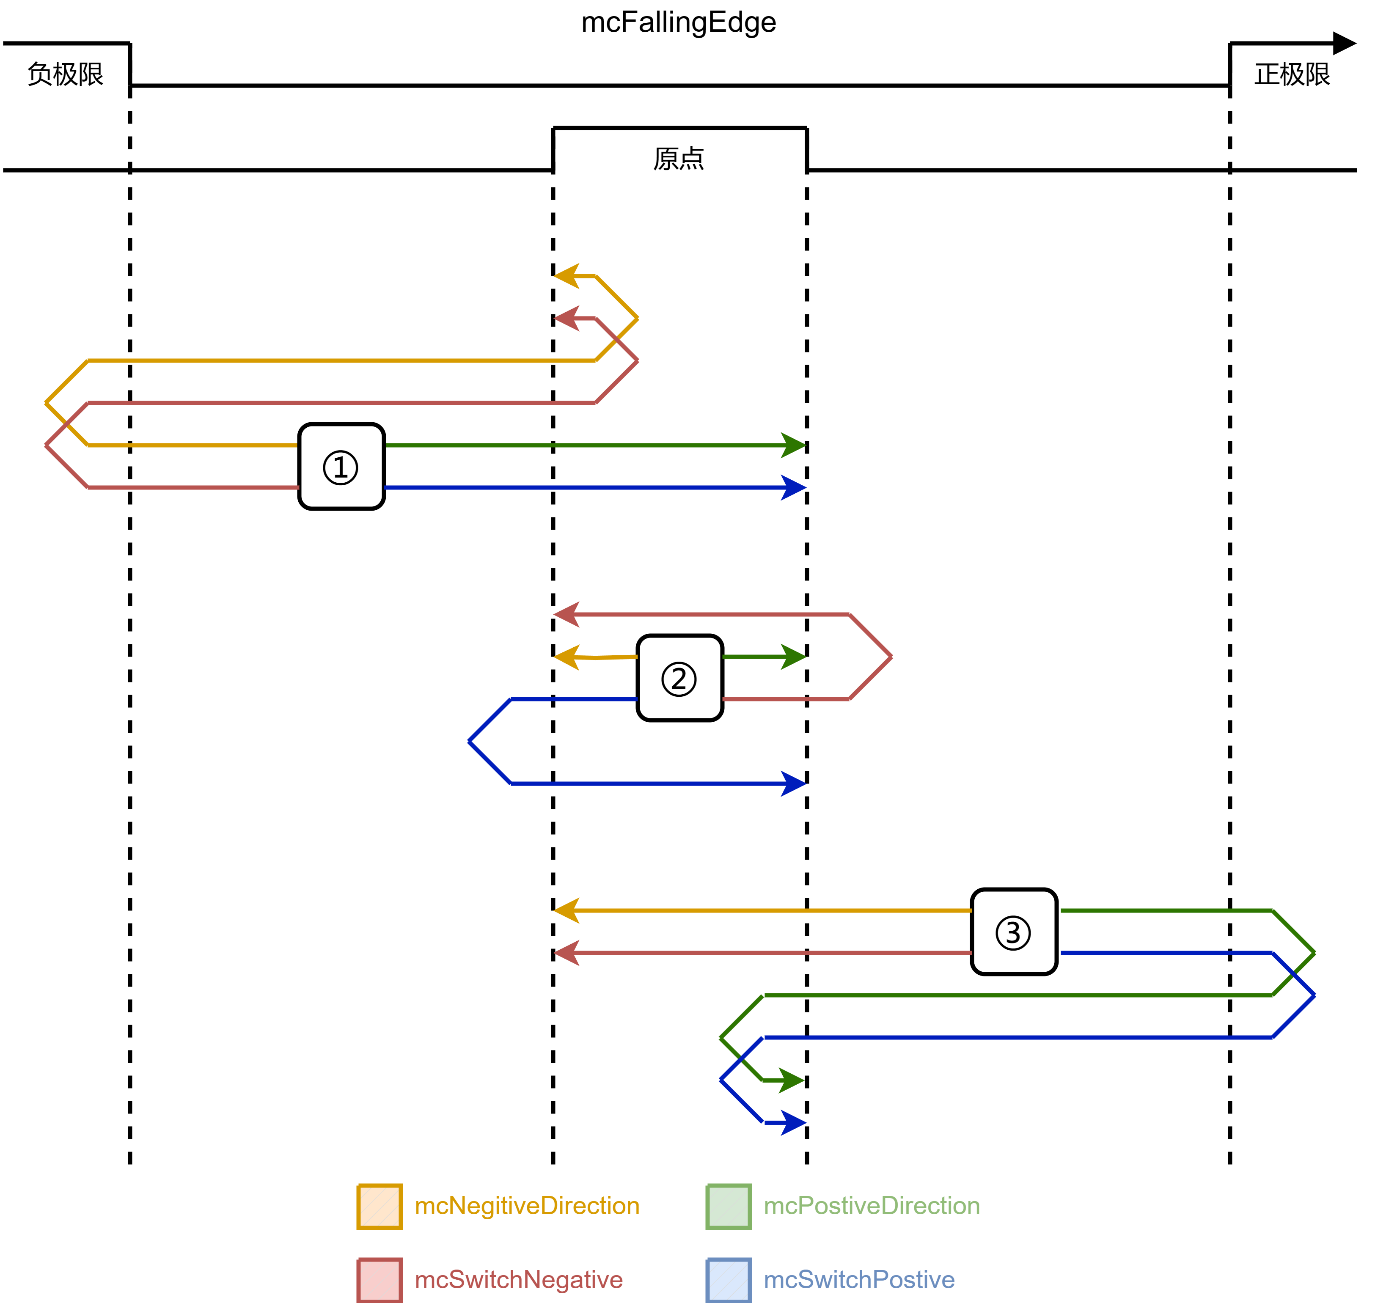 mcFallingEdge
负极限
正极限
原点
①
②
③
mcNegitiveDirection
mcPostiveDirection
mcSwitchNegative
mcSwitchPostive